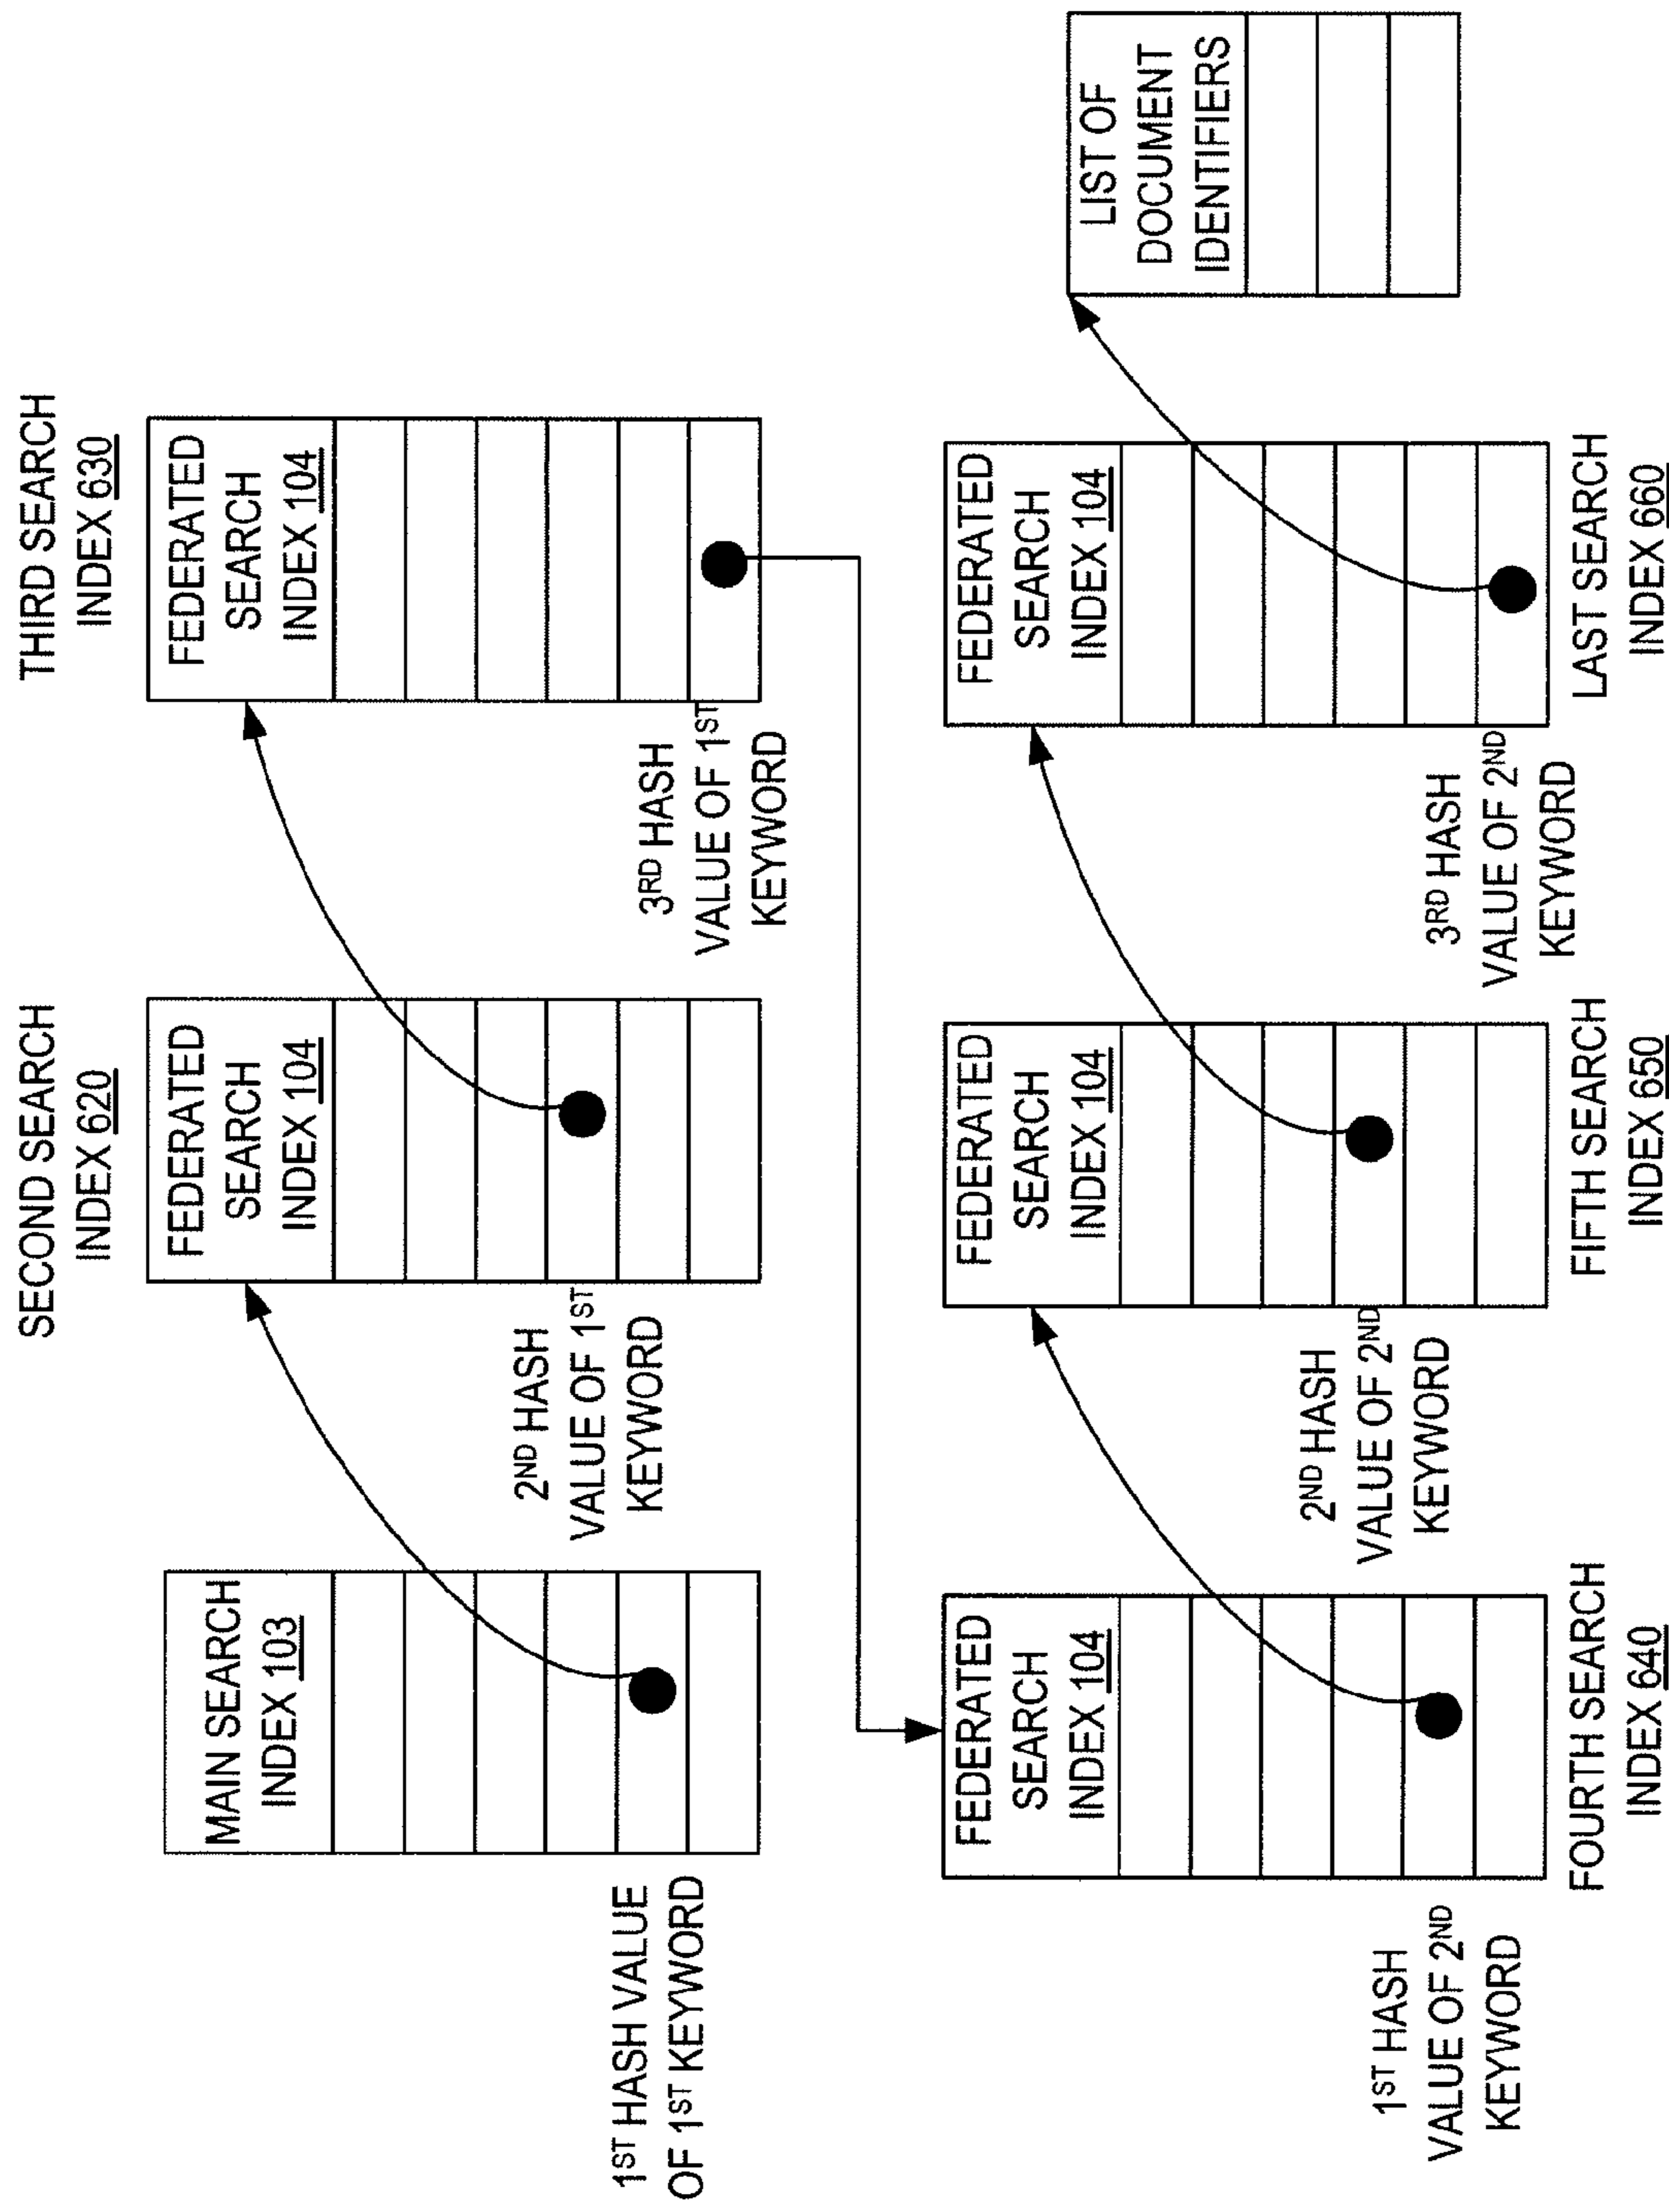 SECOND SEARCH
INDEX 620
THIRD SEARCH
INDEX 630
MAIN SEARCH
INDEX 103
FEDERATED
SEARCH
INDEX 104
FEDERATED
SEARCH
INDEX 104
1ST HASH VALUE
OF 1ST KEYWORD
2ND HASH
VALUE OF 1ST
KEYWORD
3RD HASH
VALUE OF 1ST
KEYWORD
FEDERATED
SEARCH
INDEX 104
FEDERATED
SEARCH
INDEX 104
FEDERATED
SEARCH
INDEX 104
LIST OF
DOCUMENT
IDENTIFIERS
1ST HASH
VALUE OF 2ND
KEYWORD
2ND HASH
VALUE OF 2ND
KEYWORD
3RD HASH
VALUE OF 2ND
KEYWORD
FOURTH SEARCH
INDEX 640
FIFTH SEARCH
INDEX 650
LAST SEARCH
INDEX 660